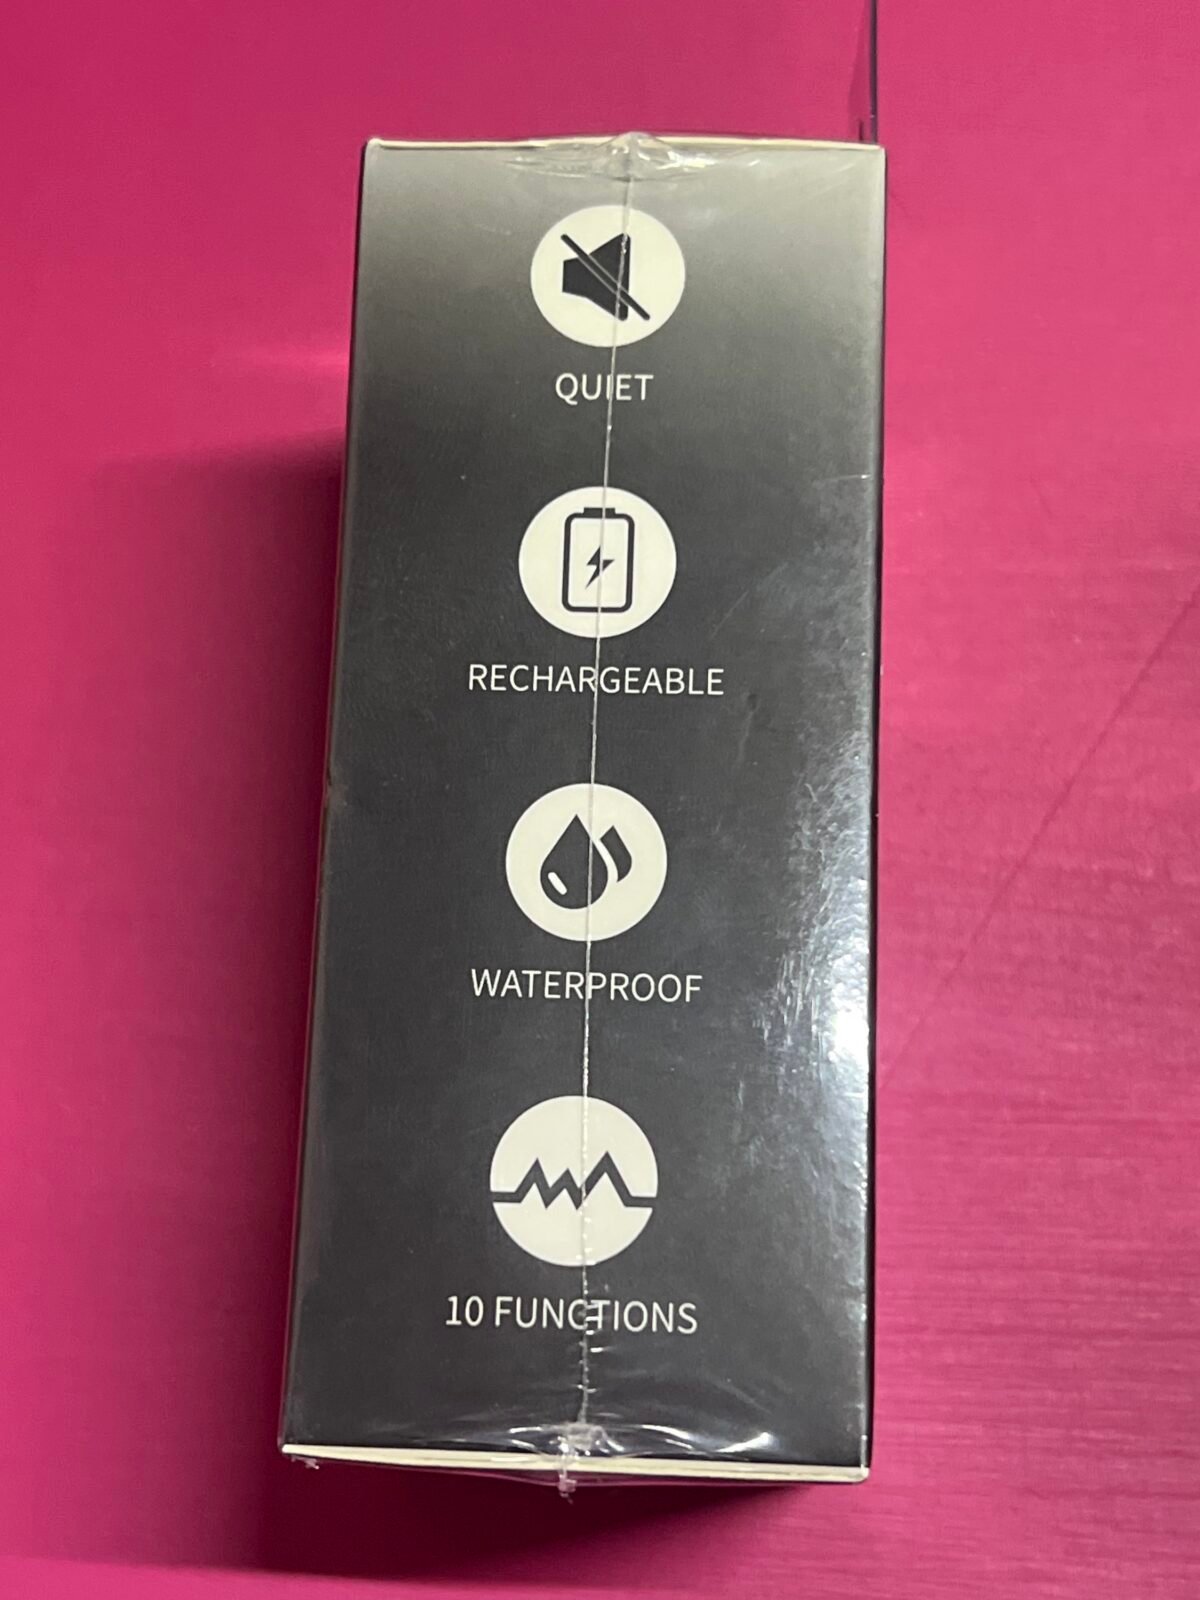 QUIET
RECHARGEABLE
WATERPROOF
10 FUNCTIONS